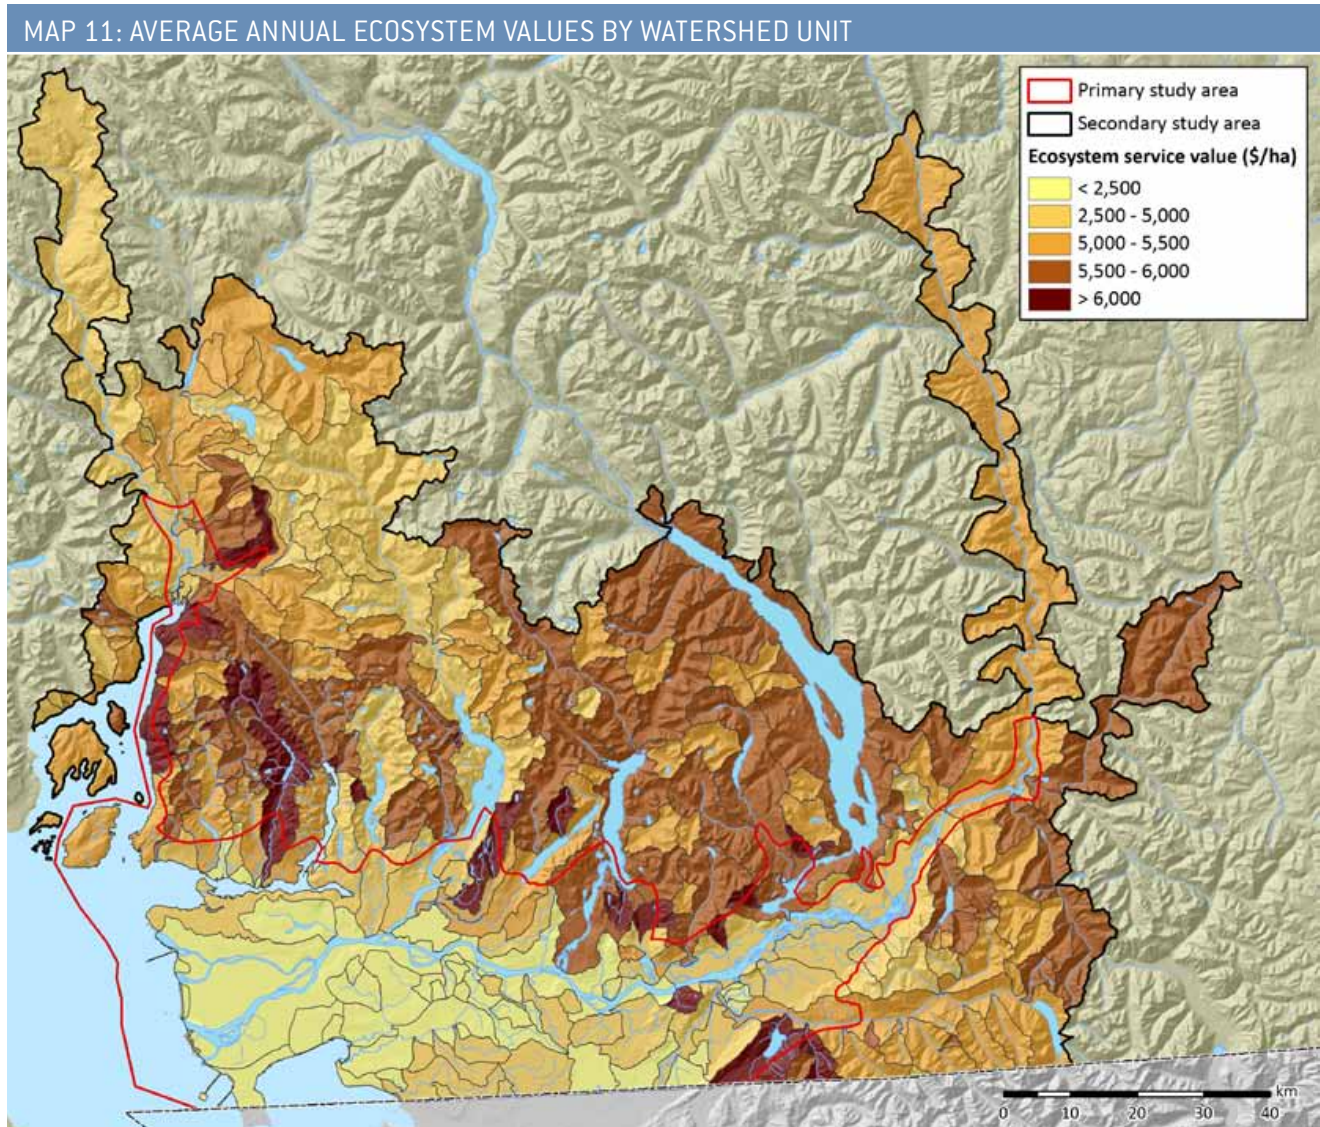 MAP 11: AVERAGE ANNUAL ECOSYSTEM VALUES BY WATERSHED UNIT
Primary study area
Secondary study area
Ecosystem service value ($/ha)
< 2,500
2,500 - 5,000
5,000 - 5,500
5,500 - 6,000
> 6,000
km
0 10 20 30 40